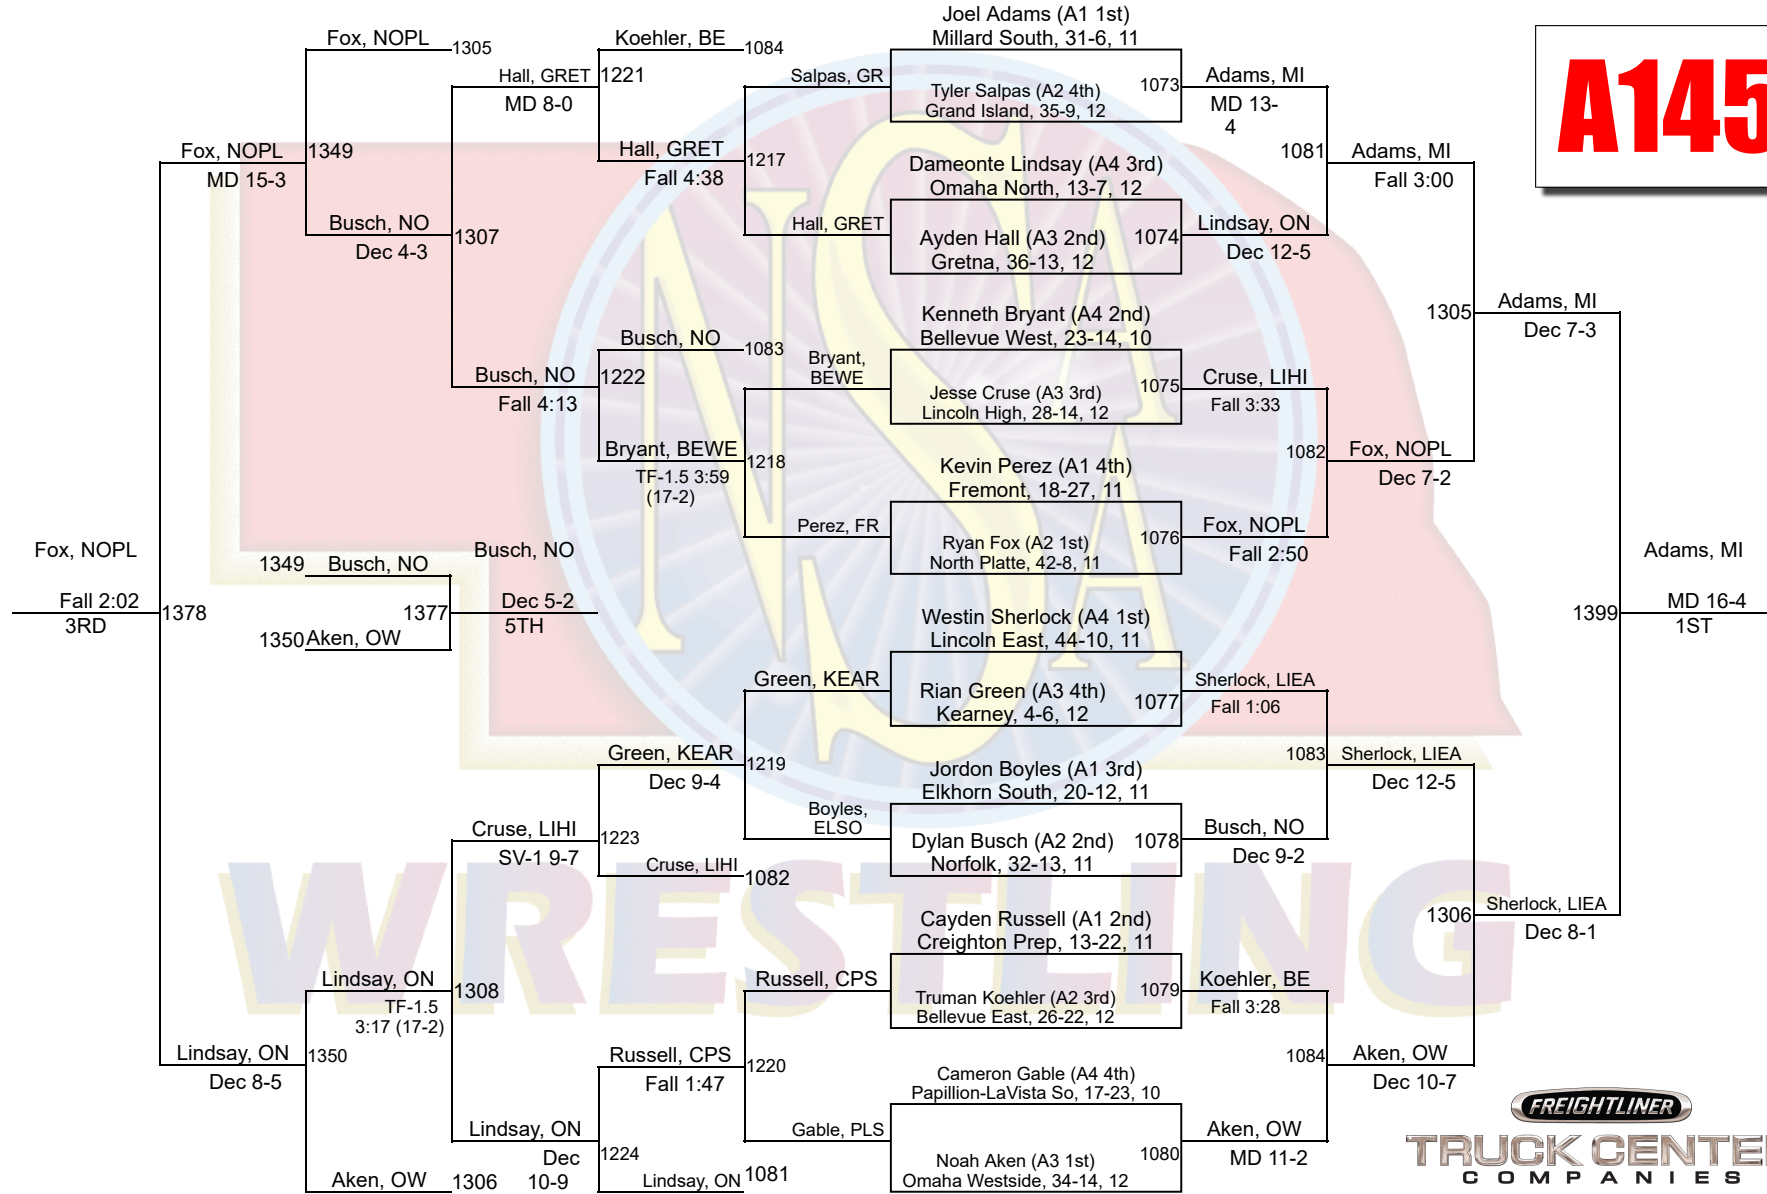 Joel Adams (A1 1st)
Millard South, 31-6, 11
Fox, NOPL
1305
Koehler, BE
1084
A145
Hall, GRET
1221
MD 8-0
Salpas, GR
Tyler Salpas (A2 4th)
Grand Island, 35-9, 12
1073
Adams, MI
MD 13-
4
Fox, NOPL
1349
MD 15-3
Hall, GRET
1217
Fall 4:38
Dameonte Lindsay (A4 3rd)
Omaha North, 13-7, 12
1081
Adams, MI
Fall 3:00
Busch, NO
1307
Dec 4-3
Hall, GRET
Ayden Hall (A3 2nd)
Gretna, 36-13, 12
1074
Lindsay, ON
Dec 12-5
Kenneth Bryant (A4 2nd)
Bellevue West, 23-14, 10
1305
Adams, MI
Dec 7-3
Busch, NO
1083
Busch, NO
1222
Fall 4:13
Bryant,
BEWE
Jesse Cruse (A3 3rd)
Lincoln High, 28-14, 12
1075
Cruse, LIHI
Fall 3:33
Bryant, BEWE
1218
TF-1.5 3:59
(17-2)
Kevin Perez (A1 4th)
Fremont, 18-27, 11
1082
Fox, NOPL
Dec 7-2
Perez, FR
Ryan Fox (A2 1st)
North Platte, 42-8, 11
1076
Fox, NOPL
Fall 2:50
Fox, NOPL
Fall 2:02
3RD
1378
1349
Busch, NO
1350
Aken, OW
1377
Busch, NO
Dec 5-2
5TH
Westin Sherlock (A4 1st)
Lincoln East, 44-10, 11
1399
Adams, MI
MD 16-4
1ST
Green, KEAR
Rian Green (A3 4th)
Kearney, 4-6, 12
1077
Sherlock, LIEA
Fall 1:06
Green, KEAR
1219
Dec 9-4
Jordon Boyles (A1 3rd)
Elkhorn South, 20-12, 11
1083
Sherlock, LIEA
Dec 12-5
Cruse, LIHI
1223
SV-1 9-7
Boyles,
ELSO
Dylan Busch (A2 2nd)
Norfolk, 32-13, 11
1078
Busch, NO
Dec 9-2
Cruse, LIHI
1082
Cayden Russell (A1 2nd)
Creighton Prep, 13-22, 11
1306
Sherlock, LIEA
Dec 8-1
Lindsay, ON
1308
TF-1.5
3:17 (17-2)
Russell, CPS
Truman Koehler (A2 3rd)
Bellevue East, 26-22, 12
1079
Koehler, BE
Fall 3:28
Lindsay, ON
1350
Dec 8-5
Russell, CPS
1220
Fall 1:47
Cameron Gable (A4 4th)
Papillion-LaVista So, 17-23, 10
1084
Aken, OW
Dec 10-7
Lindsay, ON
1224
Dec
10-9
Gable, PLS
Noah Aken (A3 1st)
Omaha Westside, 34-14, 12
1080
Aken, OW
MD 11-2
Aken, OW
1306
Lindsay, ON
1081
NSAA
WRESTLING
FREIGHTLINER
TRUCK CENTE
COMPANIES